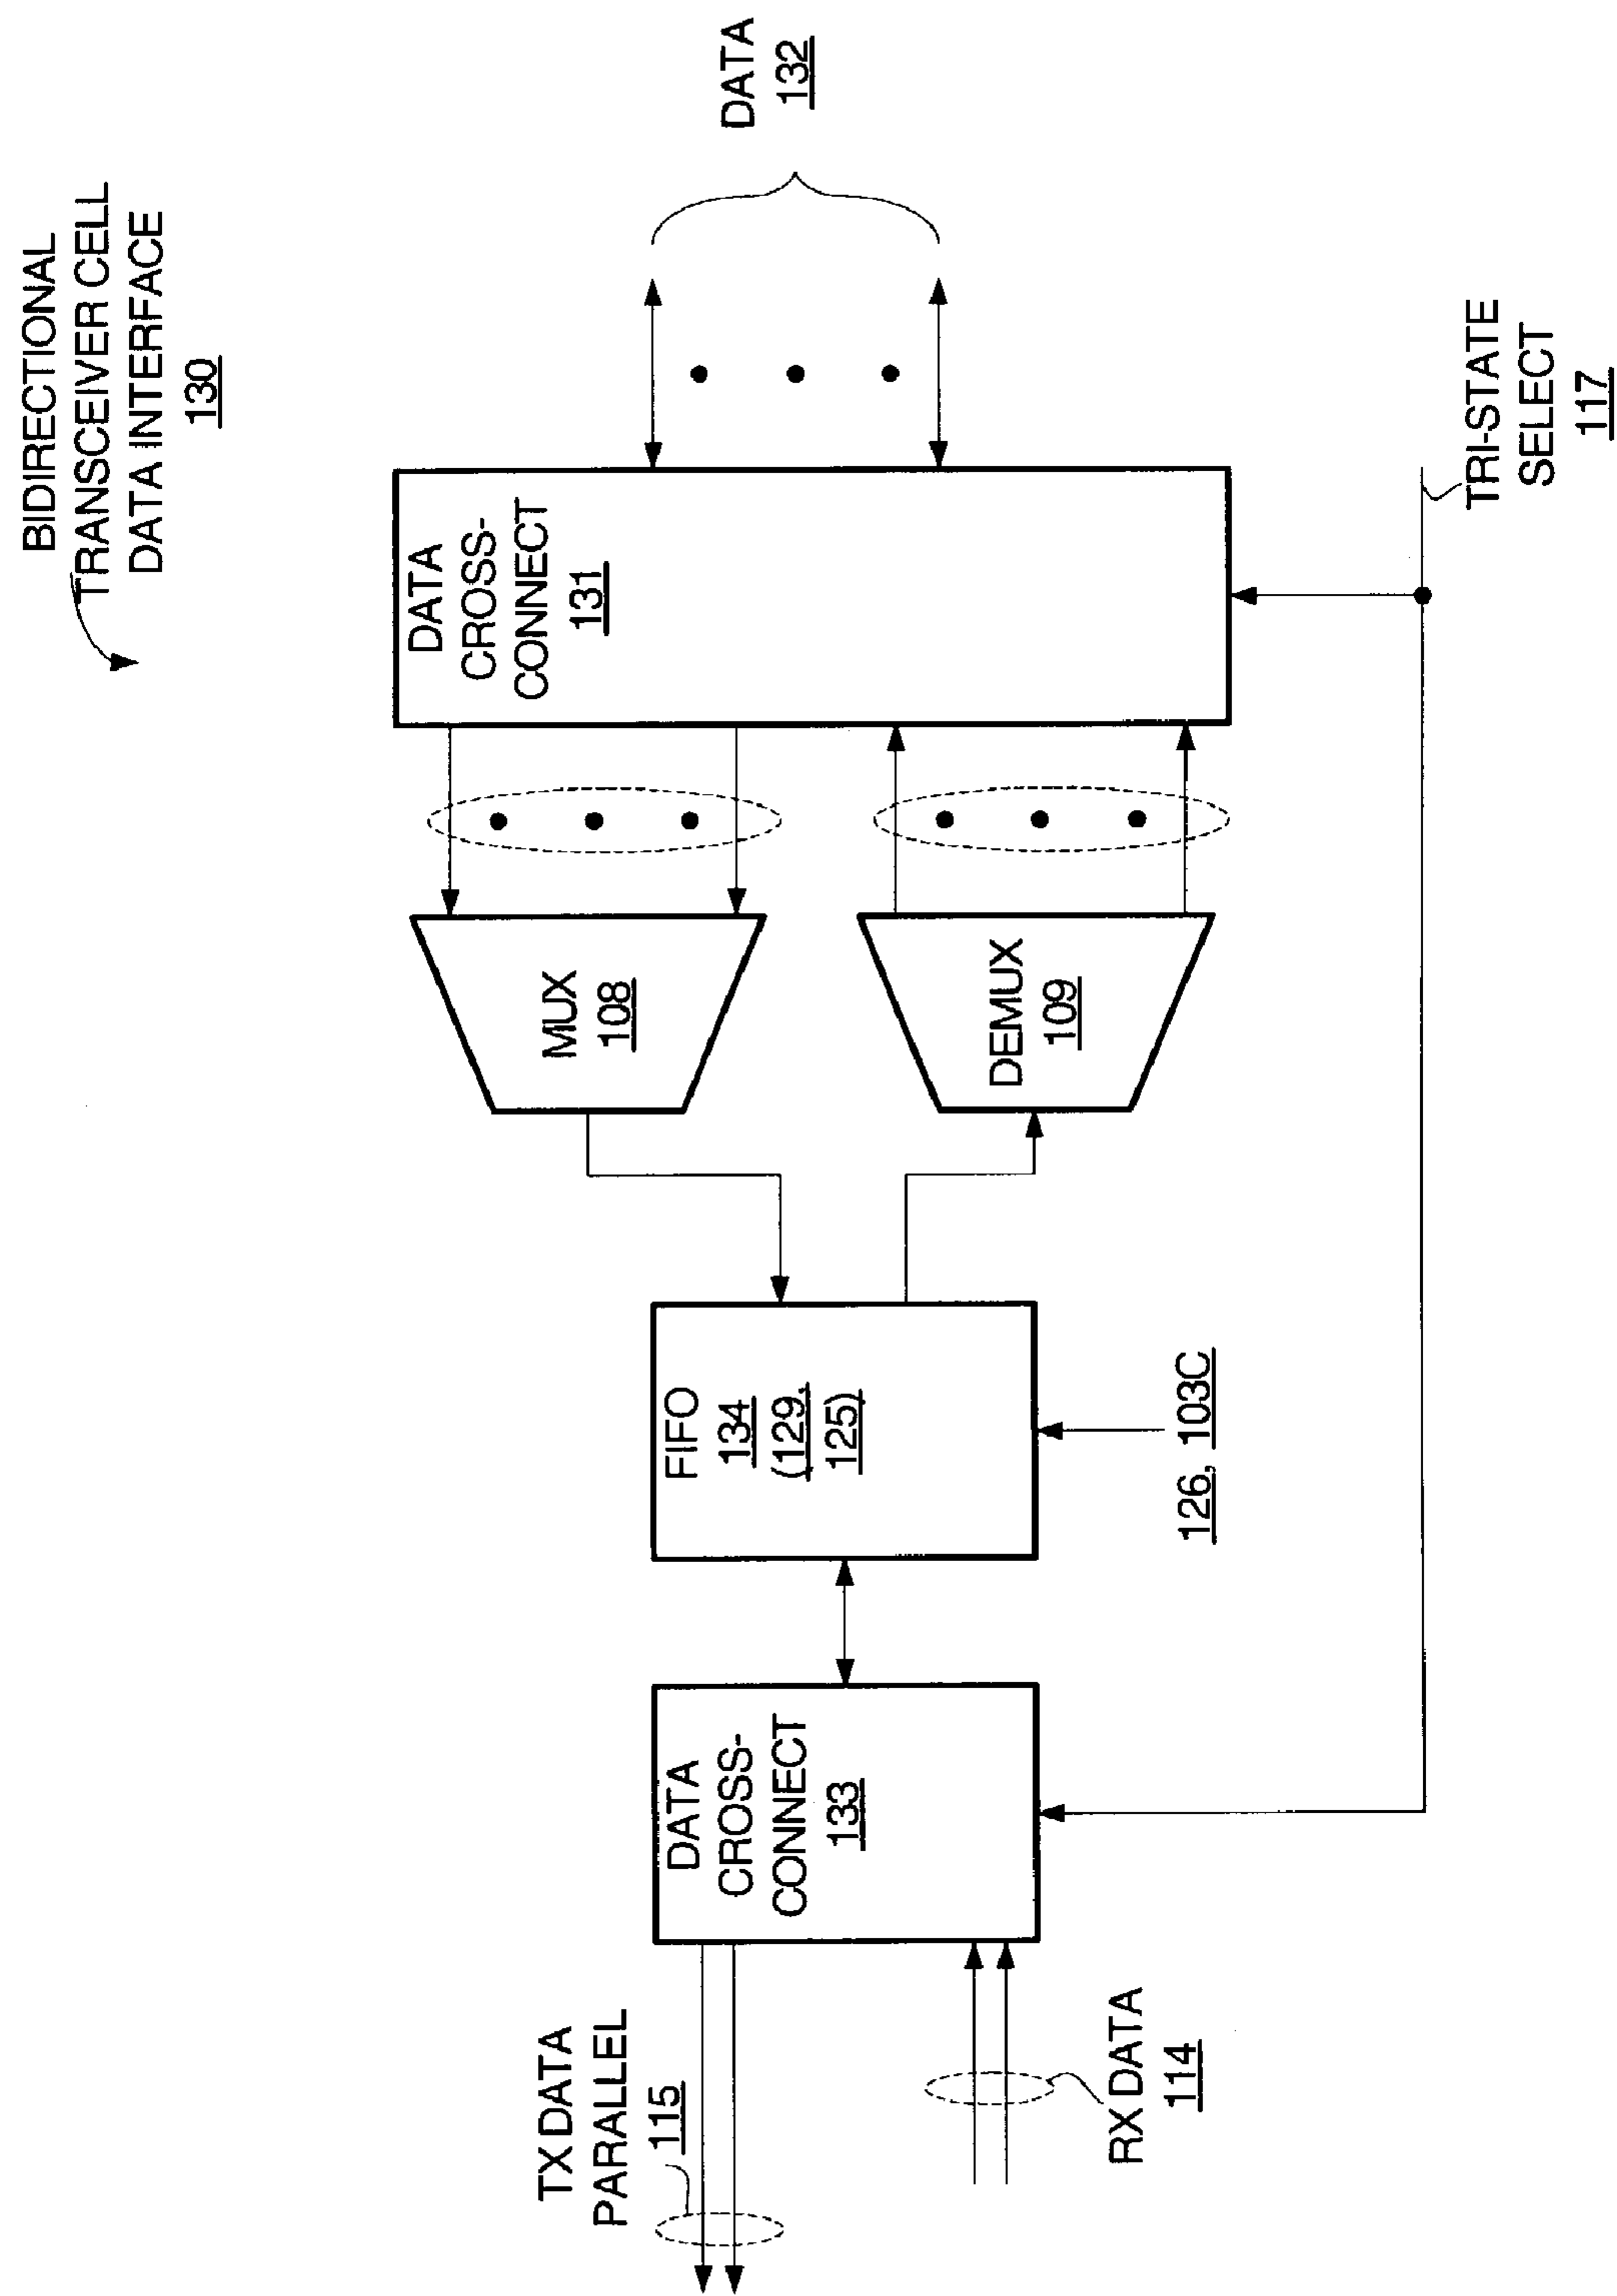 BIDIRECTIONAL
TRANSCEIVER CELL
DATA INTERFACE
130
DATA
132
DATA
CROSS-
CONNECT
131
MUX
108
DEMUX
109
FIFO
134
(129,
125)
126, 103C
DATA
CROSS-
CONNECT
133
TX DATA
PARALLEL
115
RX DATA
114
TRI-STATE
SELECT
117